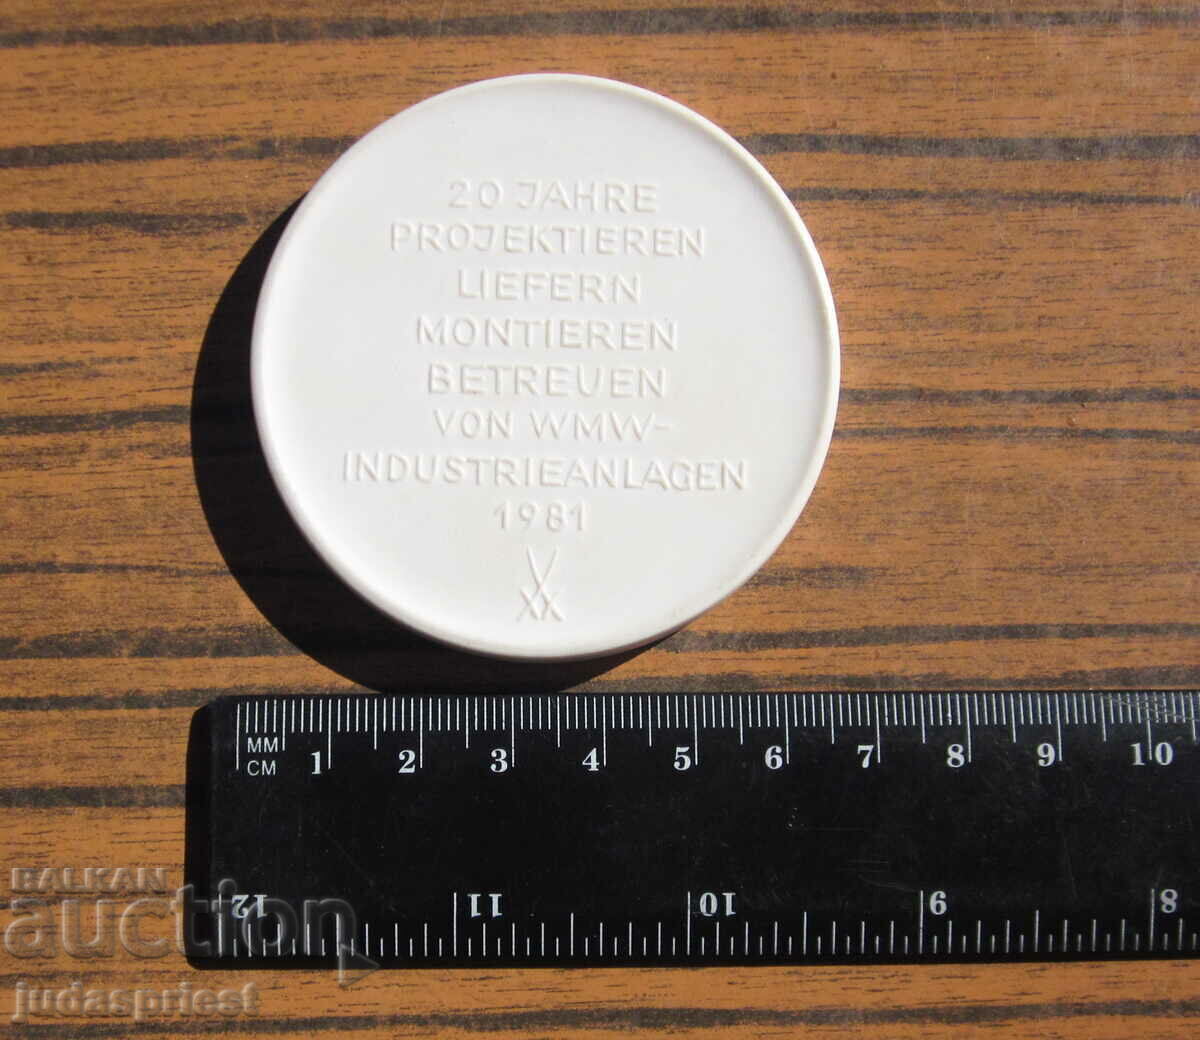 20 JAHRE
PROJEKTIEREN
LIEFERN
MONTIEREN
BETREUEN
VON WMW-
INDUSTRIEANLAGEN
1981
MM
CM 1 2 3 4 5 6 7 8 9 10
12 11 10 9 8
BALKAN
auction
judaspriest